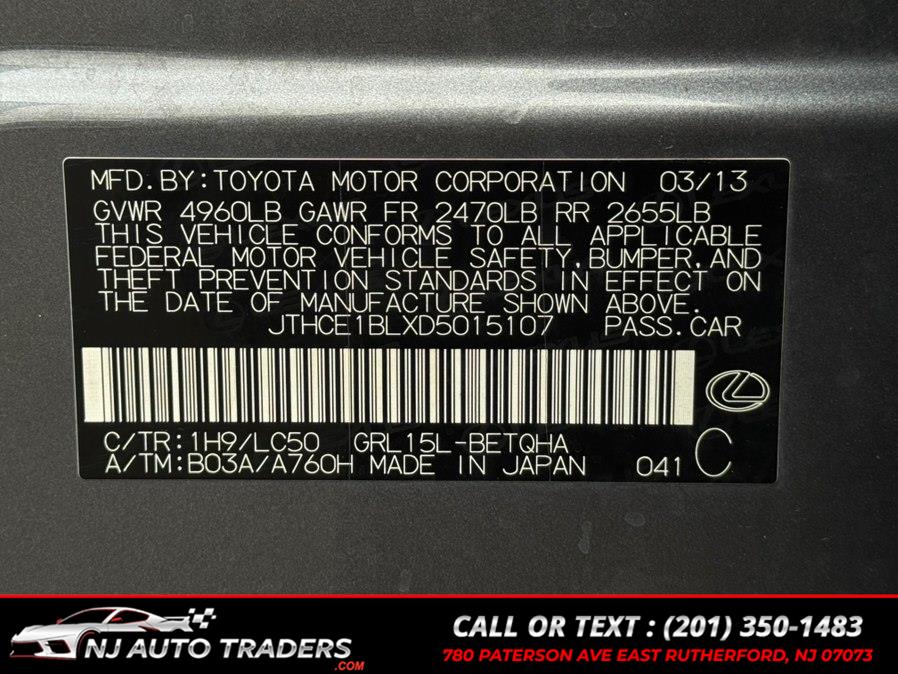 MFD.BY:TOYOTA MOTOR CORPORATION 03/13
GVWR 4960LB GAWR FR 2470LB RR 2655LB
THIS VEHICLE CONFORMS TO ALL APPLICABLE
FEDERAL MOTOR VEHICLE SAFETY,BUMPER,AND
THEFT PREVENTION STANDARDS IN EFFECT ON
THE DATE OF MANUFACTURE SHOWN ABOVE.
JTHCE1BLXD5015107 PASS.CAR
C/TR:1H9/LC50 GRL15L-BETQHA
A/TM:B03A/A760H MADE IN JAPAN 041 C
NJ AUTO TRADERS
.COM
CALL OR TEXT : (201) 350-1483
780 PATERSON AVE EAST RUTHERFORD, NJ 07073